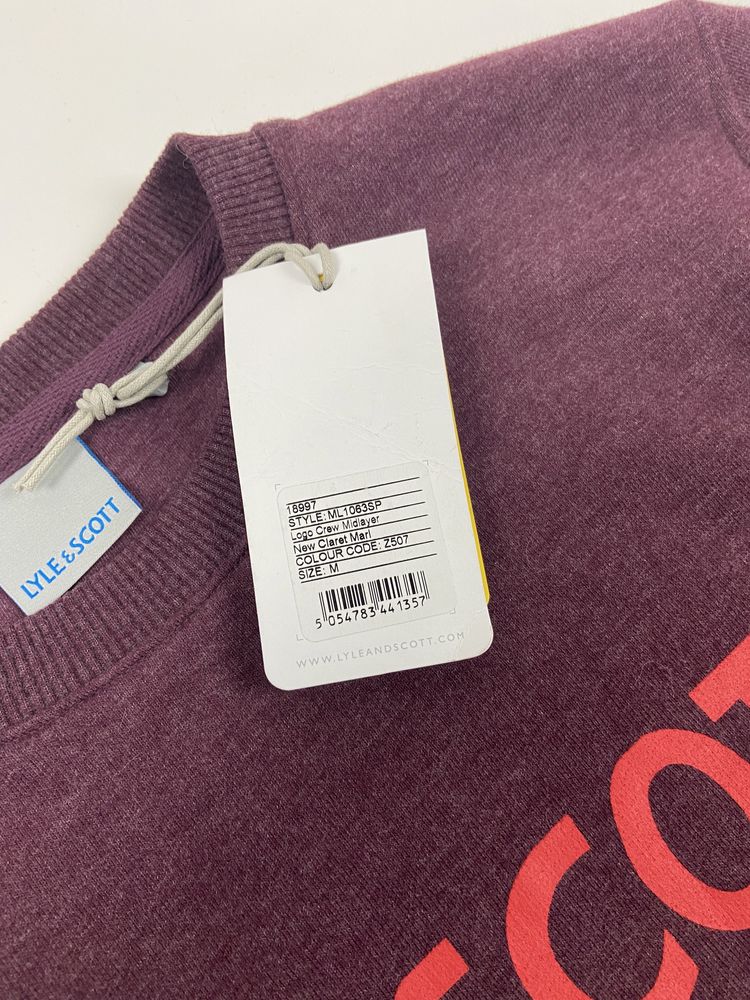 LYLE & SCOTT
18997
STYLE: ML1063SP
Logo Crew Midlayer
New Claret Marl
COLOUR CODE: Z507
SIZE: M
5 054783 441357
WWW.LYLEANDSCOTT.COM
SCOT